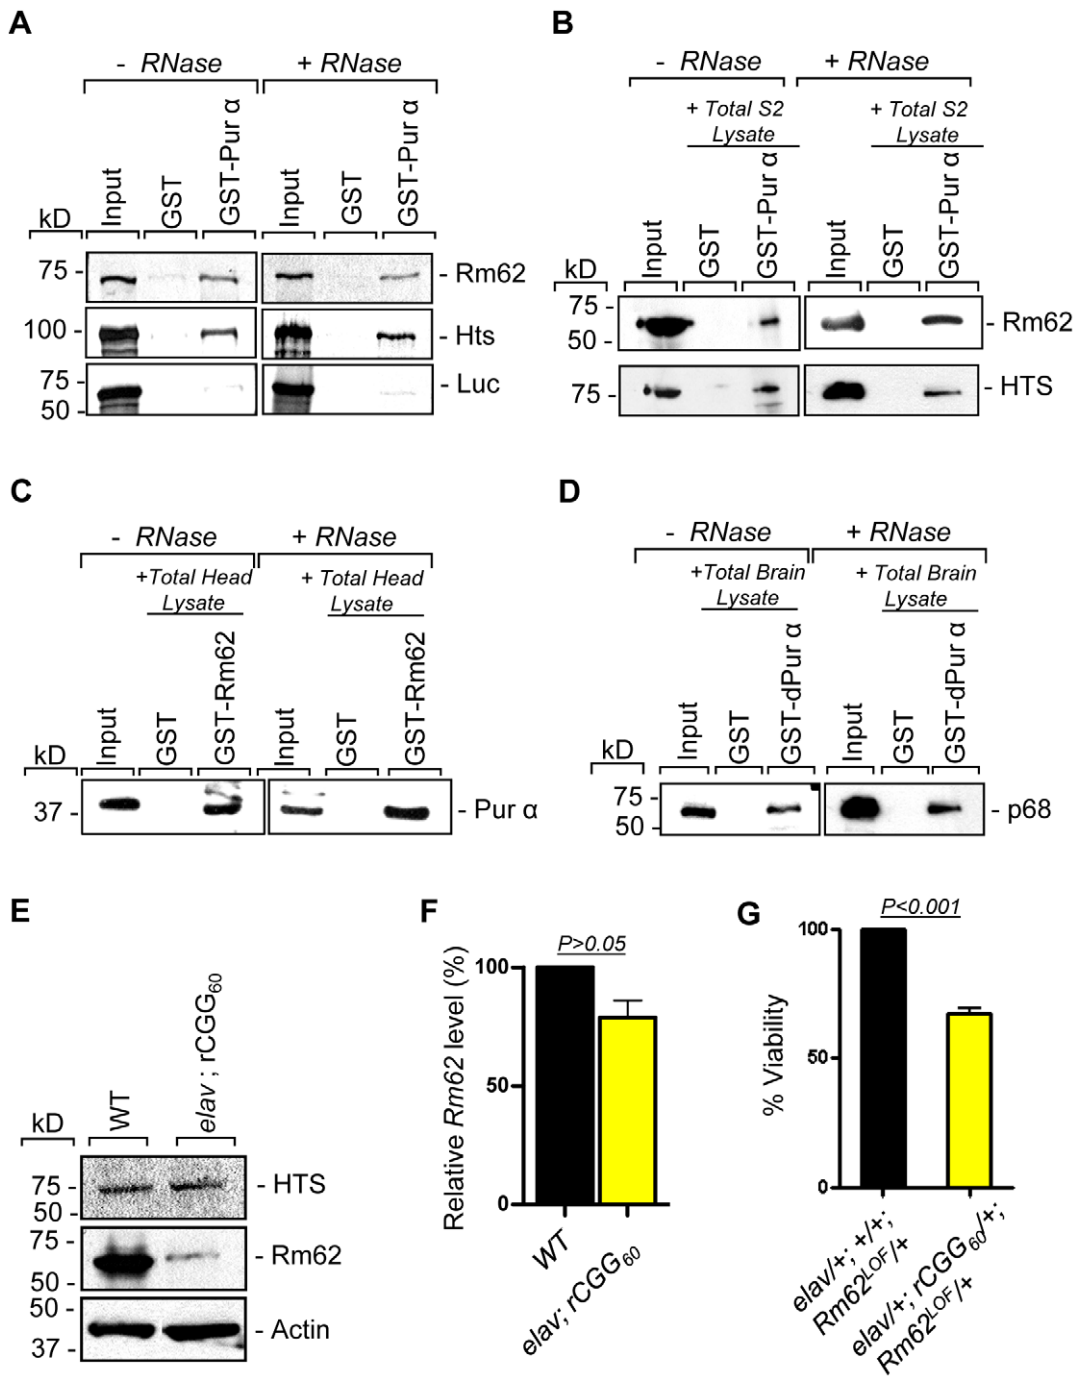 A
- RNase
+ RNase
kD
Input
GST
GST-Pur α
Input
GST
GST-Pur α
75 -
- Rm62
100 -
- Hts
75 -
50 -
- Luc
B
- RNase
+ RNase
+ Total S2
Lysate
+ Total S2
Lysate
kD
Input
GST
GST-Pur α
Input
GST
GST-Pur α
75 -
50 -
- Rm62
75 -
- HTS
C
- RNase
+ RNase
+Total Head
Lysate
+ Total Head
Lysate
kD
Input
GST
GST-Rm62
Input
GST
GST-Rm62
37 -
- Pur α
D
- RNase
+ RNase
+Total Brain
Lysate
+ Total Brain
Lysate
kD
Input
GST
GST-dPur α
Input
GST
GST-dPur α
75 -
50 -
- p68
E
kD
WT
elav ; rCGG60
75 -
50 -
- HTS
75 -
50 -
- Rm62
50 -
37 -
- Actin
F
P>0.05
Relative Rm62 level (%)
100
50
0
WT
elav; rCGG60
G
P<0.001
% Viability
100
50
0
elav/+; +/+;
Rm62LOF/+
elav/+; rCGG60/+;
Rm62LOF/+